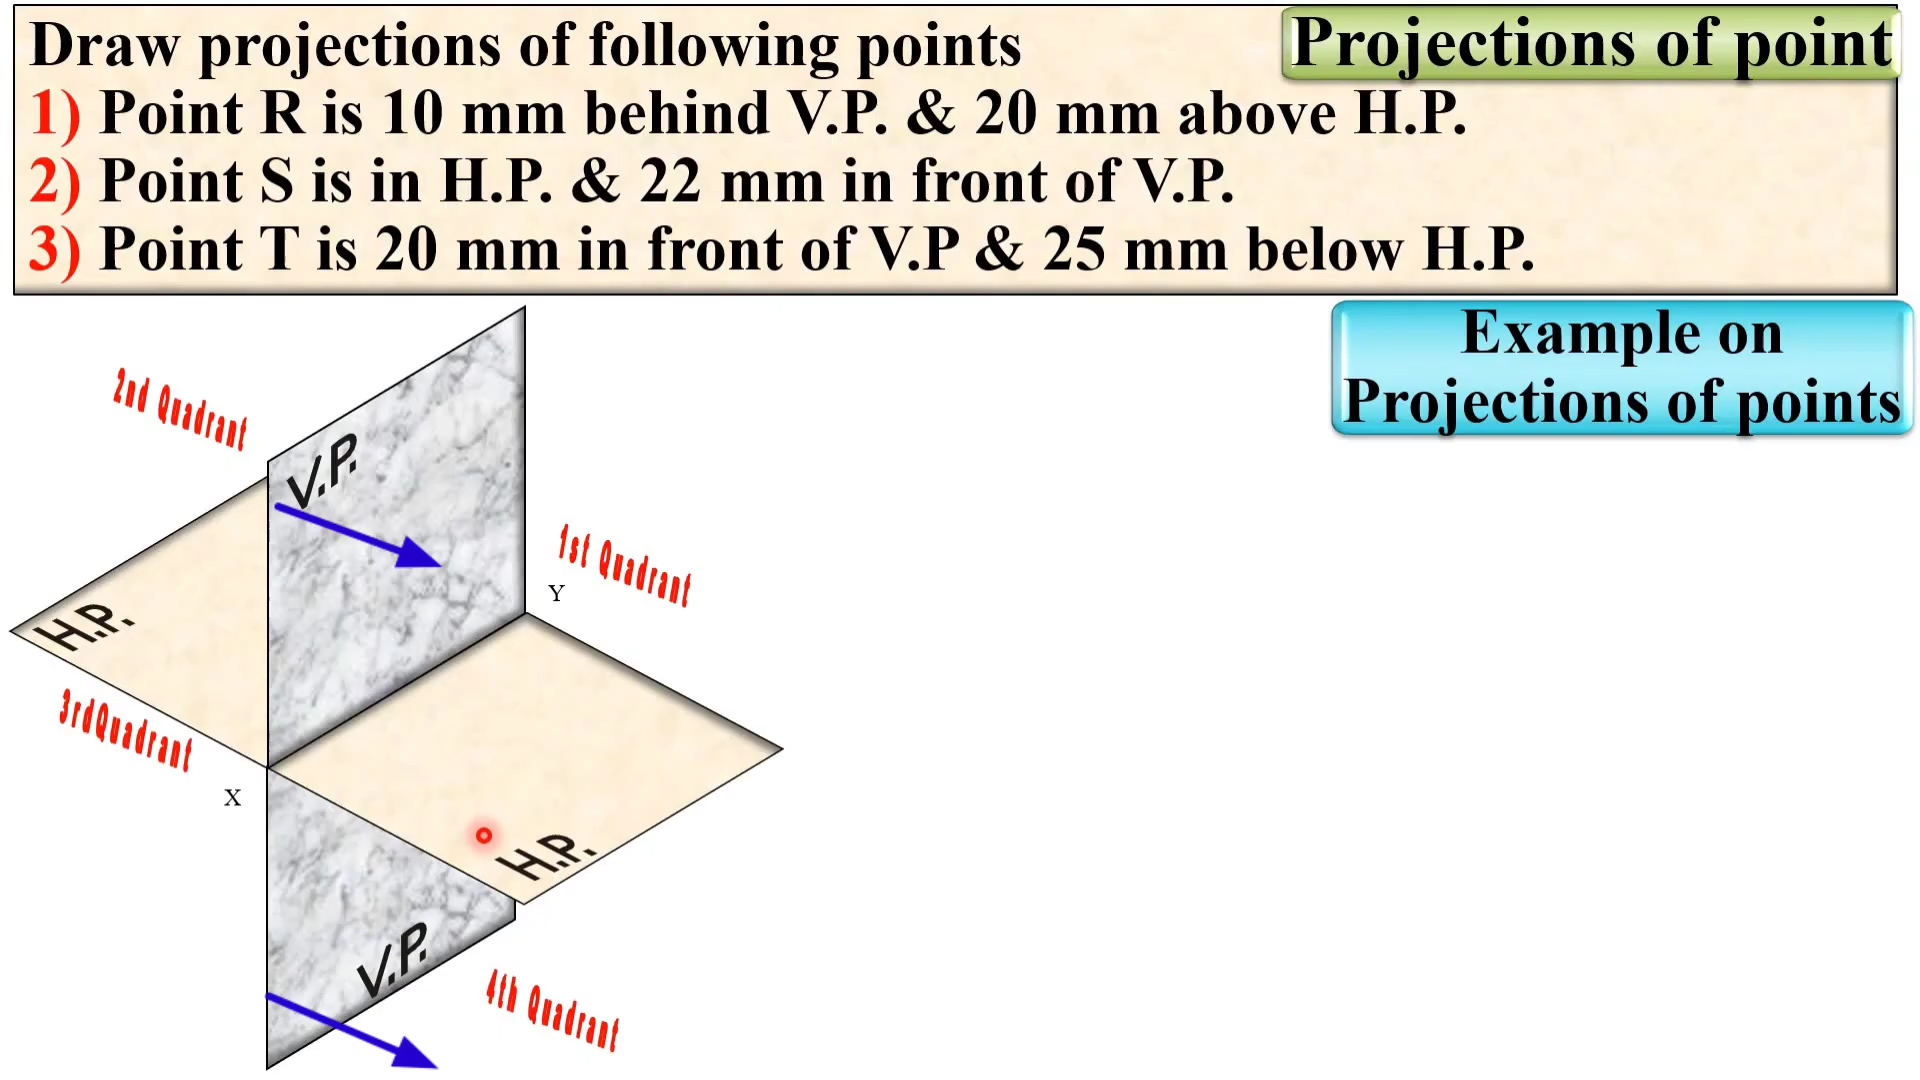 Draw projections of following points
Projections of point
1) Point R is 10 mm behind V.P. & 20 mm above H.P.
2) Point S is in H.P. & 22 mm in front of V.P.
3) Point T is 20 mm in front of V.P & 25 mm below H.P.
Example on
Projections of points
2nd Quadrant
V.P.
1st Quadrant
Y
H.P.
3rdQuadrant
X
H.P.
V.P.
4th Quadrant